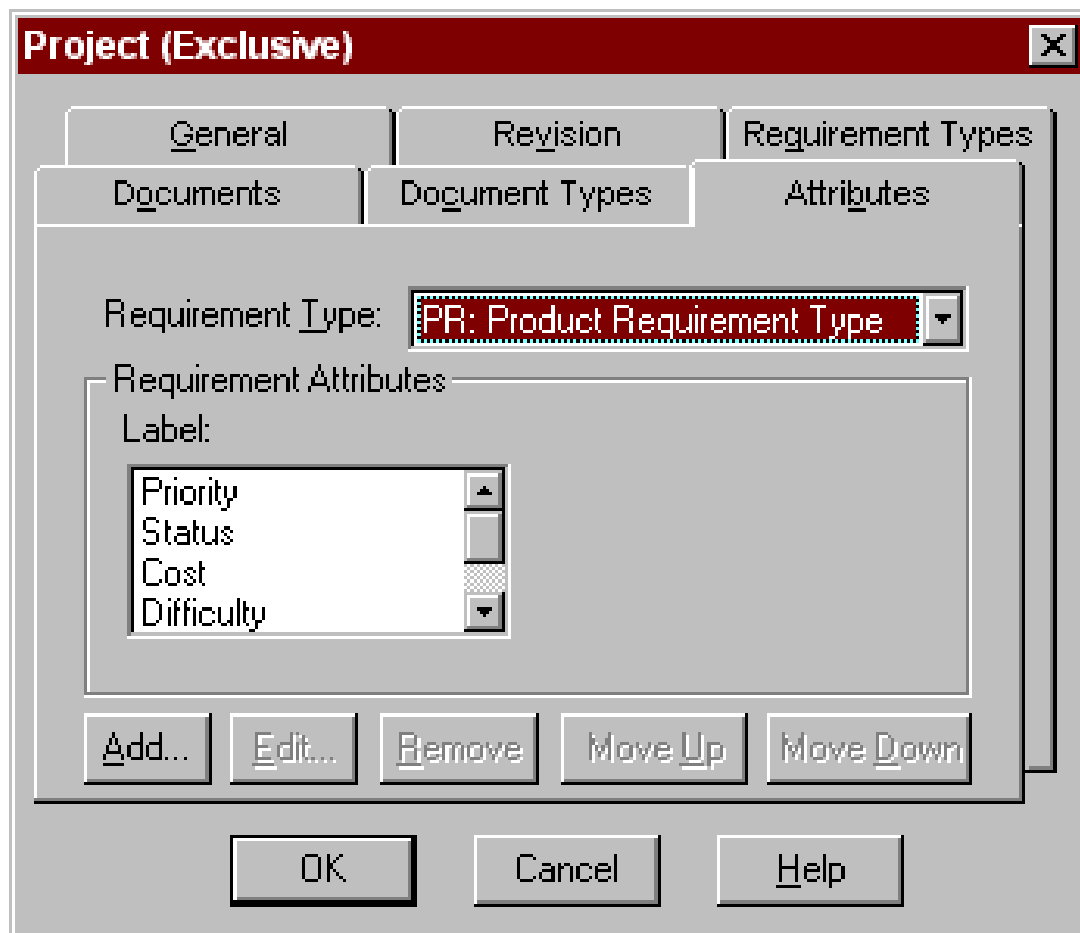 Project (Exclusive)
General Revision Requirement Types
Documents Document Types Attributes
Requirement Type: PR: Product Requirement Type
Requirement Attributes
Label:
Priority
Status
Cost
Difficulty
Add... Edit... Remove Move Up Move Down
OK Cancel Help